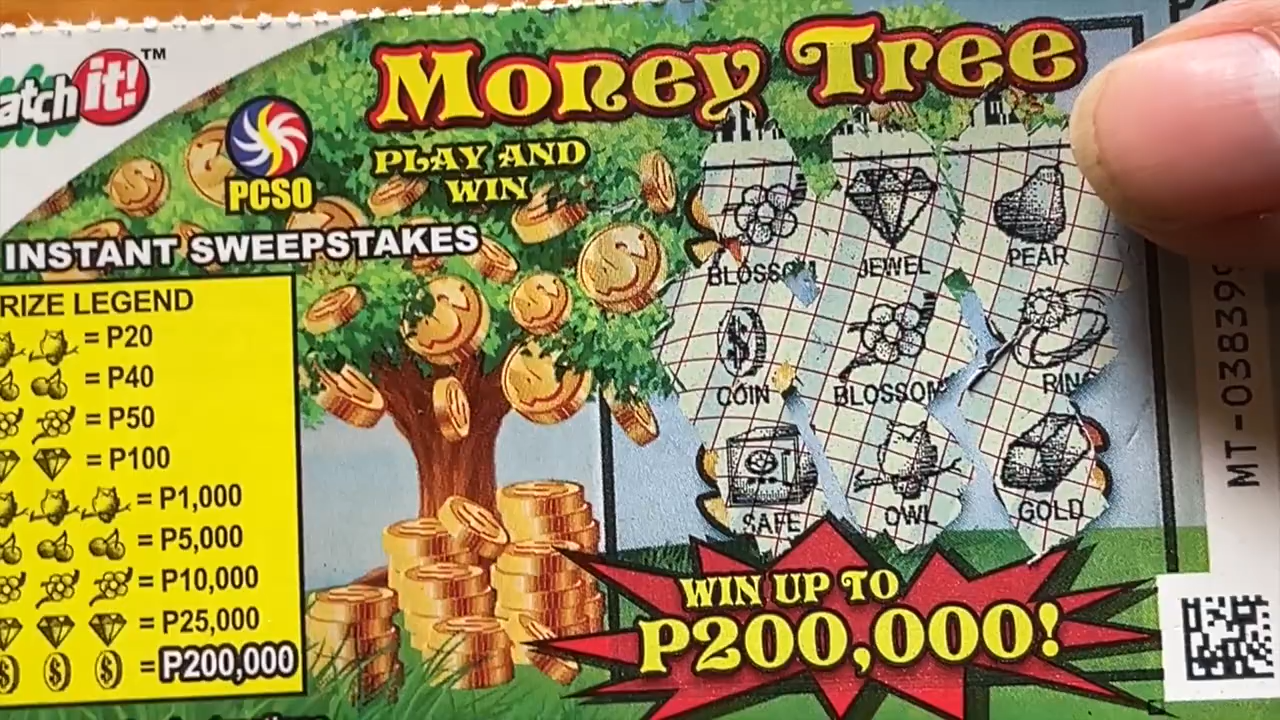 atch it!™
Money Tree
PCSO
PLAY AND
WIN
INSTANT SWEEPSTAKES
RIZE LEGEND
= P20
= P40
= P50
= P100
= P1,000
= P5,000
= P10,000
= P25,000
= P200,000
BLOSSOM JEWEL PEAR
COIN BLOSSOM RING
SAFE OWL GOLD
WIN UP TO
P200,000!
MT-03839